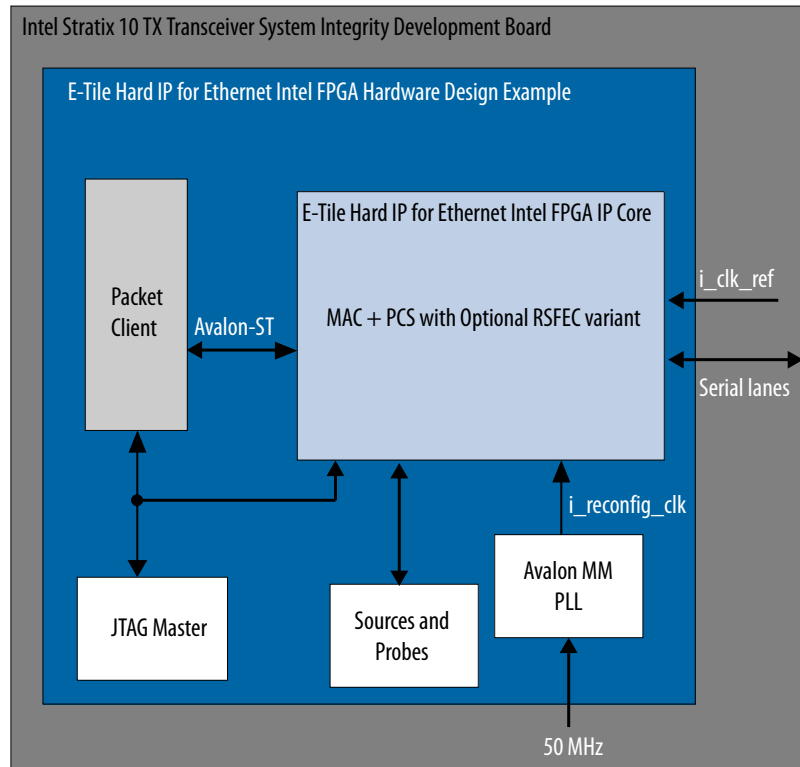 Intel Stratix 10 TX Transceiver System Integrity Development Board
E-Tile Hard IP for Ethernet Intel FPGA Hardware Design Example
E-Tile Hard IP for Ethernet Intel FPGA IP Core
Packet
Client
Avalon-ST
MAC + PCS with Optional RSFEC variant
i_clk_ref
Serial lanes
i_reconfig_clk
JTAG Master
Sources and
Probes
Avalon MM
PLL
50 MHz